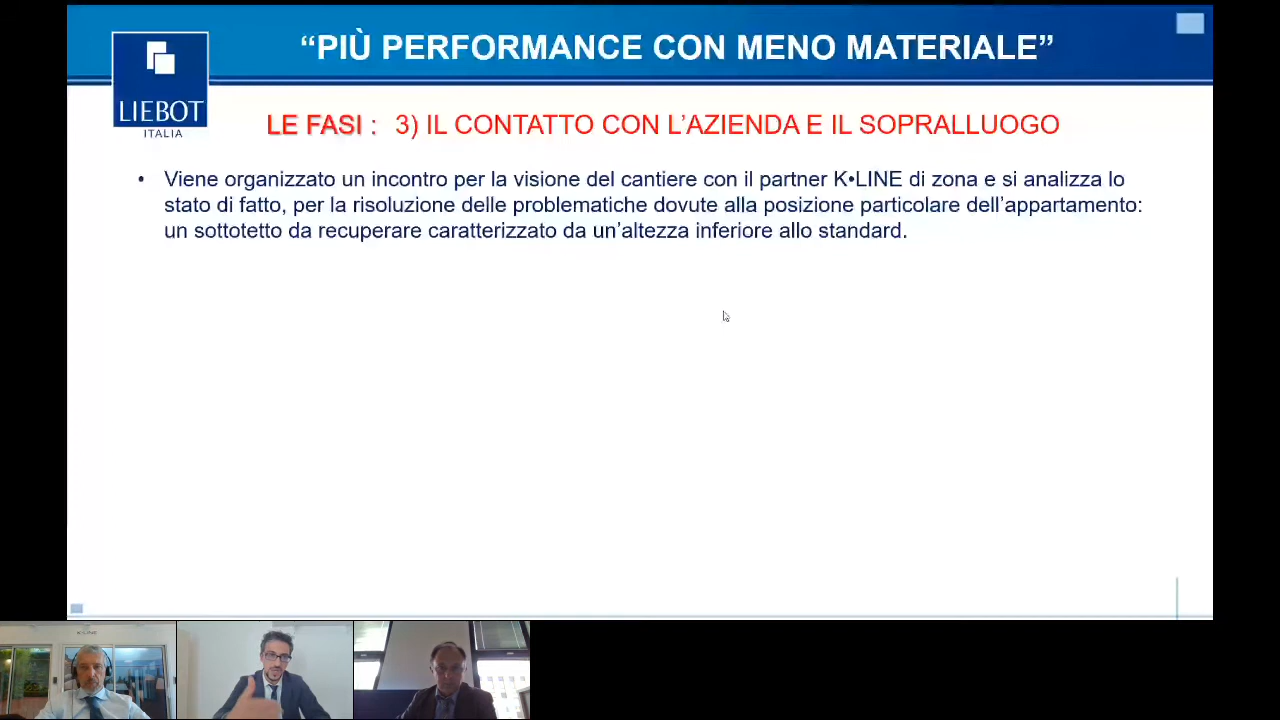 “PIÙ PERFORMANCE CON MENO MATERIALE”
LIEBOT
ITALIA
LE FASI : 3) IL CONTATTO CON L’AZIENDA E IL SOPRALLUOGO
• Viene organizzato un incontro per la visione del cantiere con il partner K•LINE di zona e si analizza lo
stato di fatto, per la risoluzione delle problematiche dovute alla posizione particolare dell’appartamento:
un sottotetto da recuperare caratterizzato da un’altezza inferiore allo standard.
K•LINE